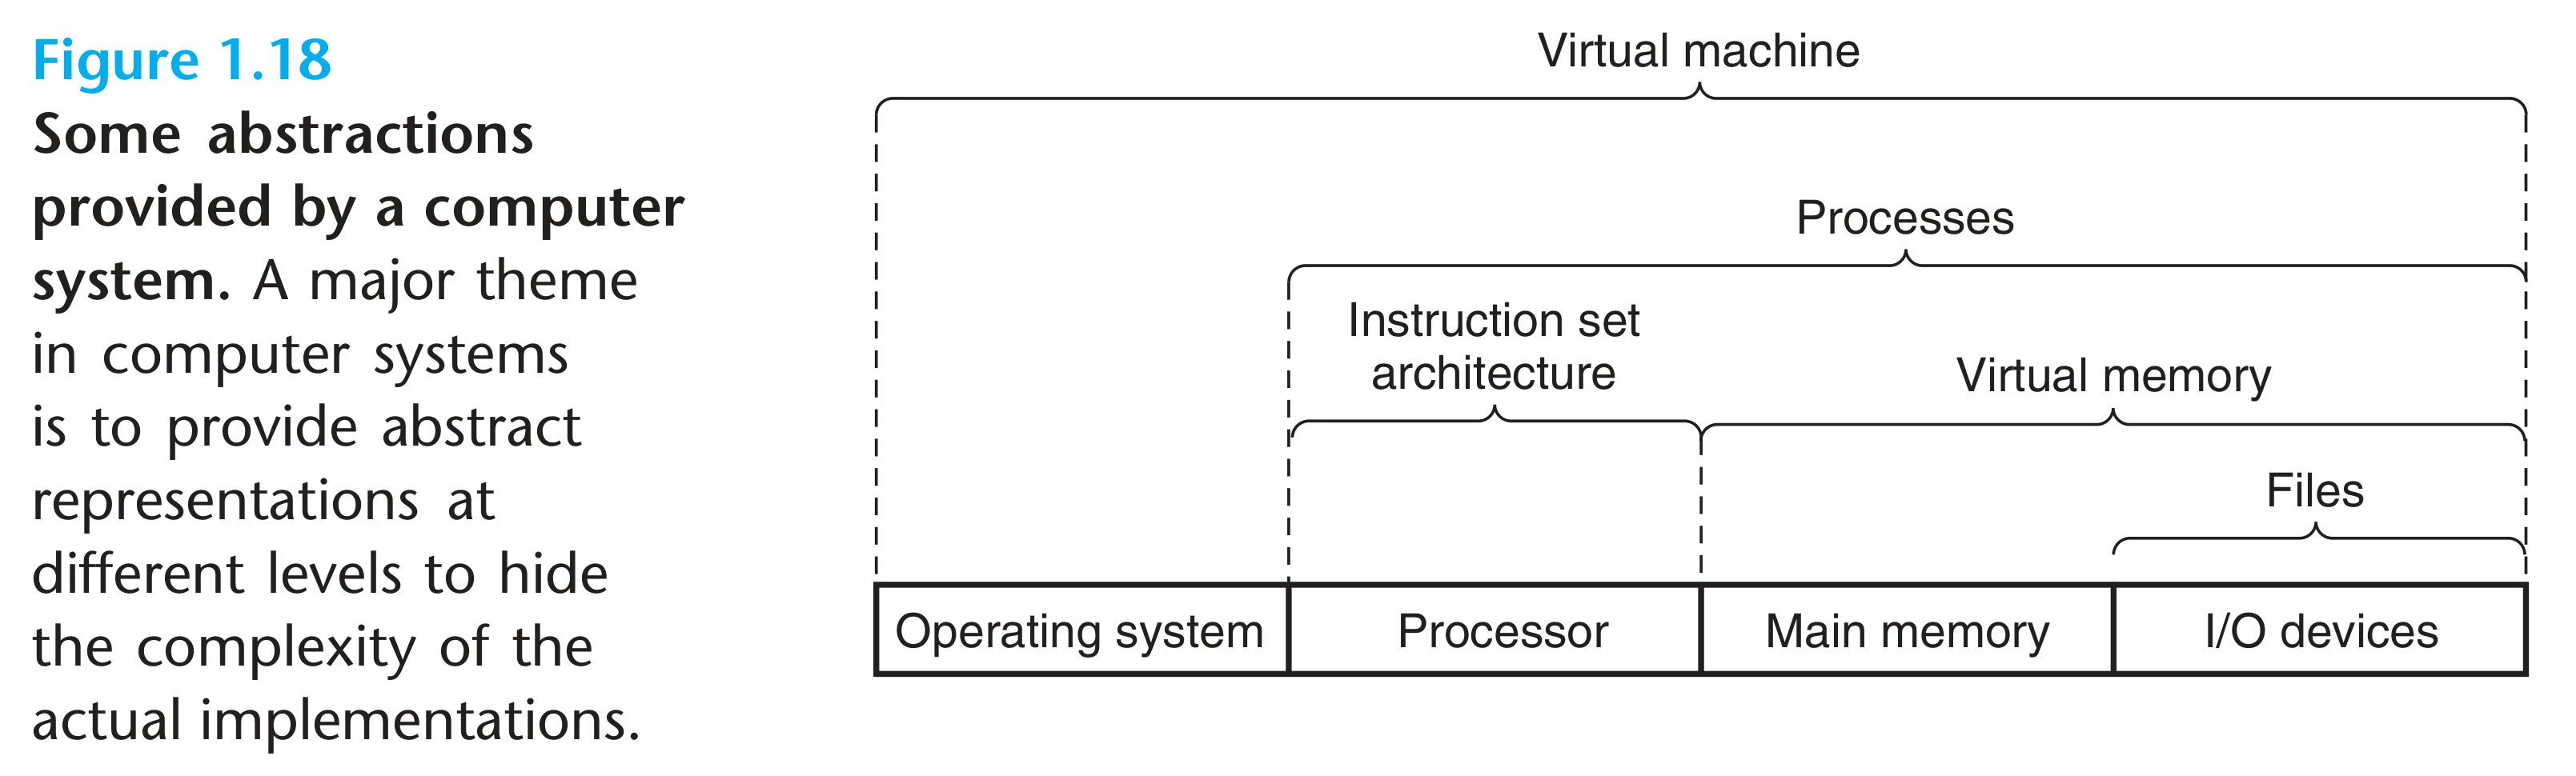 Figure 1.18
Some abstractions
provided by a computer
system. A major theme
in computer systems
is to provide abstract
representations at
different levels to hide
the complexity of the
actual implementations.
Virtual machine
Processes
Instruction set
architecture
Virtual memory
Files
Operating system
Processor
Main memory
I/O devices